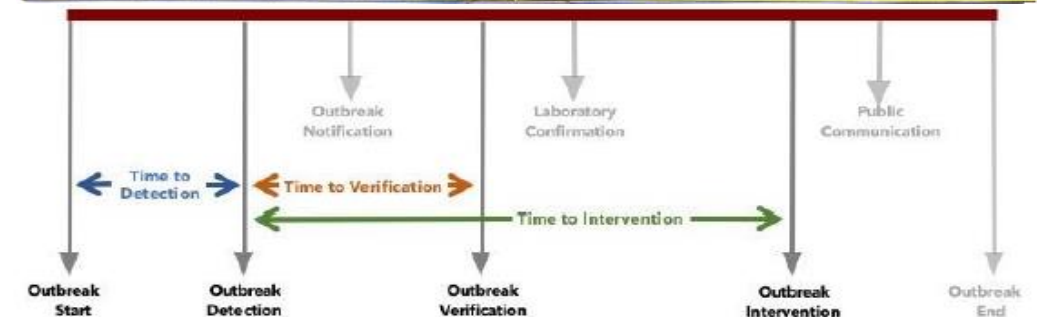 Outbreak
Notification
Laboratory
Confirmation
Public
Communication
Time to
Detection
Time to Verification
Time to Intervention
Outbreak
Start
Outbreak
Detection
Outbreak
Verification
Outbreak
Intervention
Outbreak
End